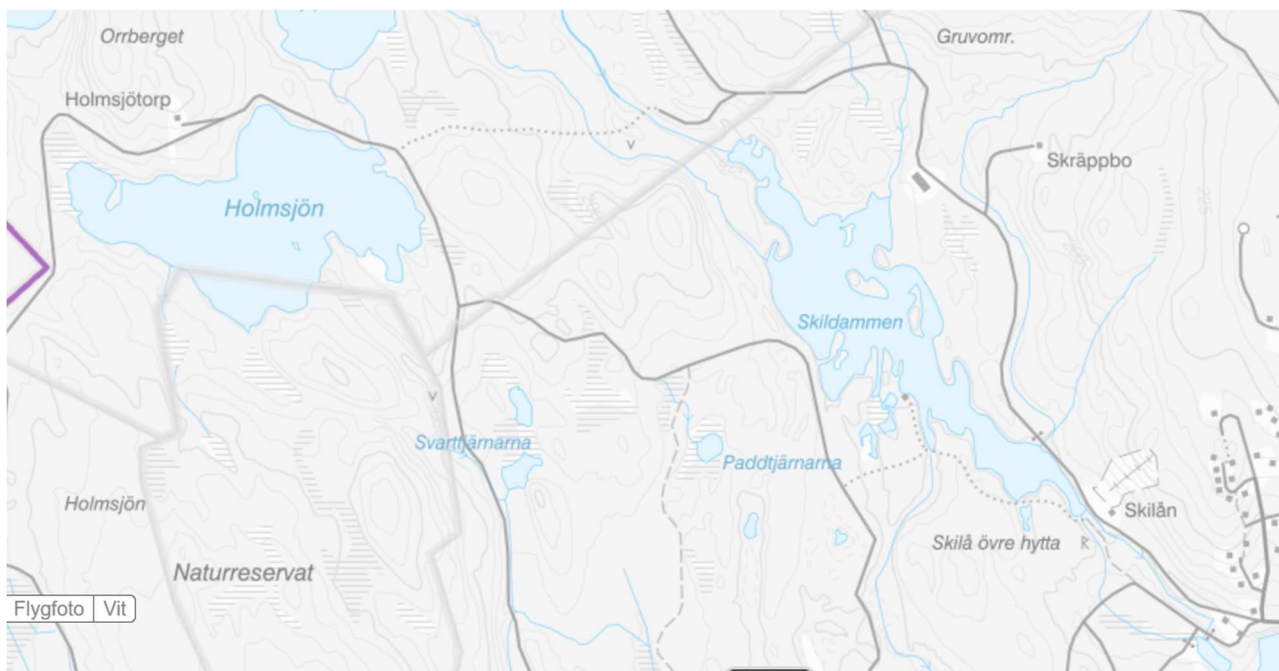 Orrberget
Gruvomr.
Holmsjötorp
Skräppbo
Holmsjön
Skildammen
Svarttjärnarna
Paddtjärnarna
Holmsjön
Skilån
Skilå övre hytta
R
Naturreservat
Flygfoto
Vit